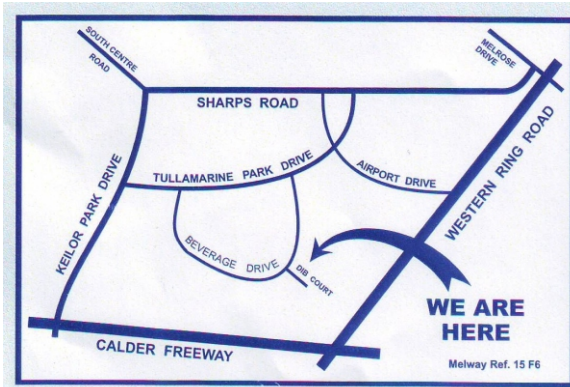 SOUTH CENTRE
ROAD
MELROSE
DRIVE
SHARPS ROAD
WESTERN RING ROAD
TULLAMARINE PARK DRIVE
AIRPORT DRIVE
KEILOR PARK DRIVE
BEVERAGE DRIVE
DIB COURT
WE ARE
HERE
CALDER FREEWAY
Melway Ref. 15 F6